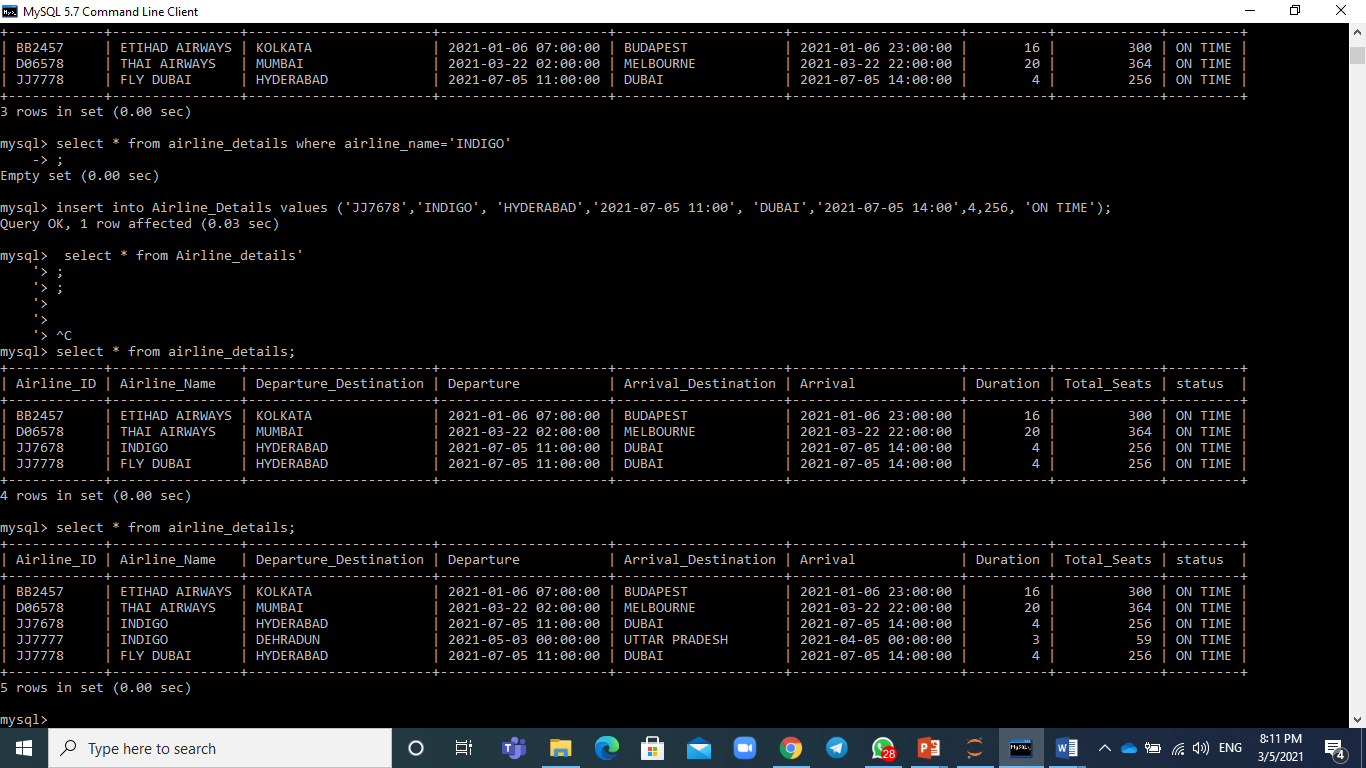 MySQL 5.7 Command Line Client
+------------+----------------+-----------------------+---------------------+---------------------+---------------------+----------+-------------+---------+
| BB2457     | ETIHAD AIRWAYS | KOLKATA               | 2021-01-06 07:00:00 | BUDAPEST            | 2021-01-06 23:00:00 |       16 |         300 | ON TIME |
| D06578     | THAI AIRWAYS   | MUMBAI                | 2021-03-22 02:00:00 | MELBOURNE           | 2021-03-22 22:00:00 |       20 |         364 | ON TIME |
| JJ7778     | FLY DUBAI      | HYDERABAD             | 2021-07-05 11:00:00 | DUBAI               | 2021-07-05 14:00:00 |        4 |         256 | ON TIME |
+------------+----------------+-----------------------+---------------------+---------------------+---------------------+----------+-------------+---------+
3 rows in set (0.00 sec)
mysql> select * from airline_details where airline_name='INDIGO'
    -> ;
Empty set (0.00 sec)
mysql> insert into Airline_Details values ('JJ7678','INDIGO', 'HYDERABAD','2021-07-05 11:00', 'DUBAI','2021-07-05 14:00',4,256, 'ON TIME');
Query OK, 1 row affected (0.03 sec)
mysql>  select * from Airline_details'
    '> ;
    '> ;
    '>
    '>
    '> ^C
mysql> select * from airline_details;
+------------+----------------+-----------------------+---------------------+---------------------+---------------------+----------+-------------+---------+
| Airline_ID | Airline_Name   | Departure_Destination | Departure           | Arrival_Destination | Arrival             | Duration | Total_Seats | status  |
+------------+----------------+-----------------------+---------------------+---------------------+---------------------+----------+-------------+---------+
| BB2457     | ETIHAD AIRWAYS | KOLKATA               | 2021-01-06 07:00:00 | BUDAPEST            | 2021-01-06 23:00:00 |       16 |         300 | ON TIME |
| D06578     | THAI AIRWAYS   | MUMBAI                | 2021-03-22 02:00:00 | MELBOURNE           | 2021-03-22 22:00:00 |       20 |         364 | ON TIME |
| JJ7678     | INDIGO         | HYDERABAD             | 2021-07-05 11:00:00 | DUBAI               | 2021-07-05 14:00:00 |        4 |         256 | ON TIME |
| JJ7778     | FLY DUBAI      | HYDERABAD             | 2021-07-05 11:00:00 | DUBAI               | 2021-07-05 14:00:00 |        4 |         256 | ON TIME |
+------------+----------------+-----------------------+---------------------+---------------------+---------------------+----------+-------------+---------+
4 rows in set (0.00 sec)
mysql> select * from airline_details;
+------------+----------------+-----------------------+---------------------+---------------------+---------------------+----------+-------------+---------+
| Airline_ID | Airline_Name   | Departure_Destination | Departure           | Arrival_Destination | Arrival             | Duration | Total_Seats | status  |
+------------+----------------+-----------------------+---------------------+---------------------+---------------------+----------+-------------+---------+
| BB2457     | ETIHAD AIRWAYS | KOLKATA               | 2021-01-06 07:00:00 | BUDAPEST            | 2021-01-06 23:00:00 |       16 |         300 | ON TIME |
| D06578     | THAI AIRWAYS   | MUMBAI                | 2021-03-22 02:00:00 | MELBOURNE           | 2021-03-22 22:00:00 |       20 |         364 | ON TIME |
| JJ7678     | INDIGO         | HYDERABAD             | 2021-07-05 11:00:00 | DUBAI               | 2021-07-05 14:00:00 |        4 |         256 | ON TIME |
| JJ7777     | INDIGO         | DEHRADUN              | 2021-05-03 00:00:00 | UTTAR PRADESH       | 2021-04-05 00:00:00 |        3 |          59 | ON TIME |
| JJ7778     | FLY DUBAI      | HYDERABAD             | 2021-07-05 11:00:00 | DUBAI               | 2021-07-05 14:00:00 |        4 |         256 | ON TIME |
+------------+----------------+-----------------------+---------------------+---------------------+---------------------+----------+-------------+---------+
5 rows in set (0.00 sec)
mysql>
Type here to search
28
ENG
8:11 PM
3/5/2021
4